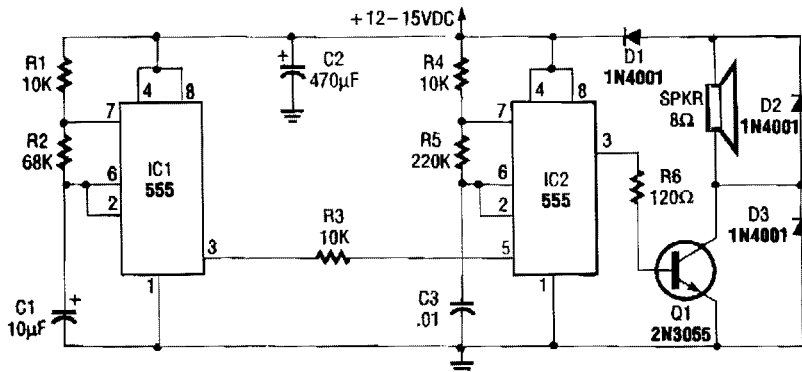 +12–15VDC
R1
10K
C2
470µF
R4
10K
D1
1N4001
4
8
4
8
SPKR
8Ω
D2
1N4001
7
7
R2
68K
R5
220K
3
6
IC1
555
6
IC2
555
R6
120Ω
2
2
R3
10K
D3
1N4001
3
5
1
1
C1
10µF
C3
.01
Q1
2N3055
+
+